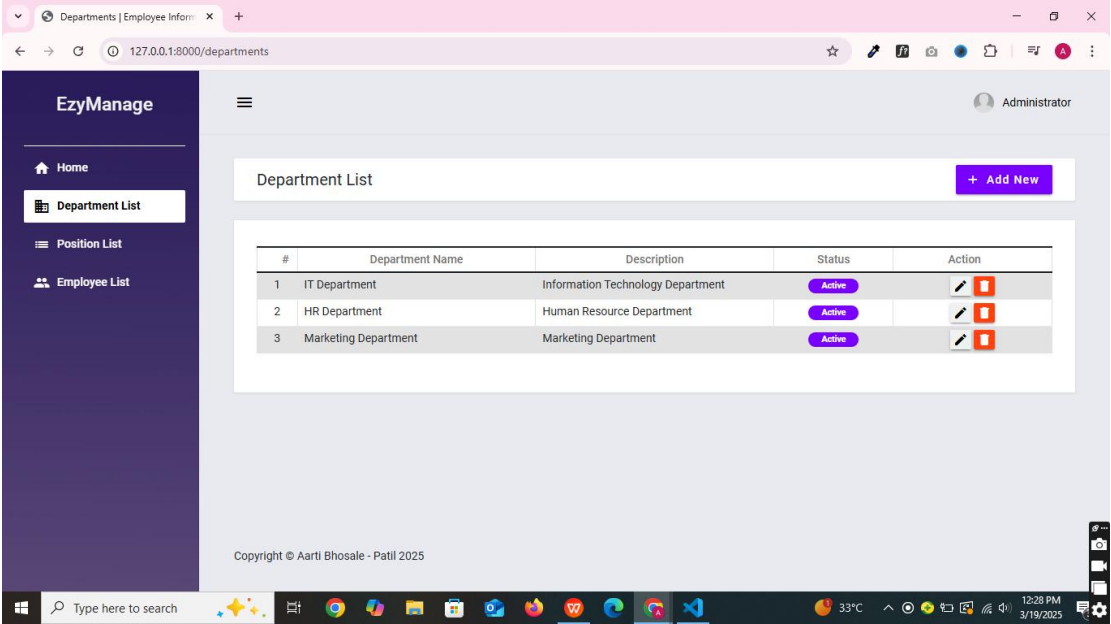 Departments | Employee Inform
127.0.0.1:8000/departments
A
EzyManage
Administrator
Home
Department List
Position List
Employee List
Department List
+ Add New
# Department Name Description Status Action
1 IT Department Information Technology Department Active
2 HR Department Human Resource Department Active
3 Marketing Department Marketing Department Active
Copyright © Aarti Bhosale - Patil 2025
Type here to search
33°C
12:28 PM
3/19/2025